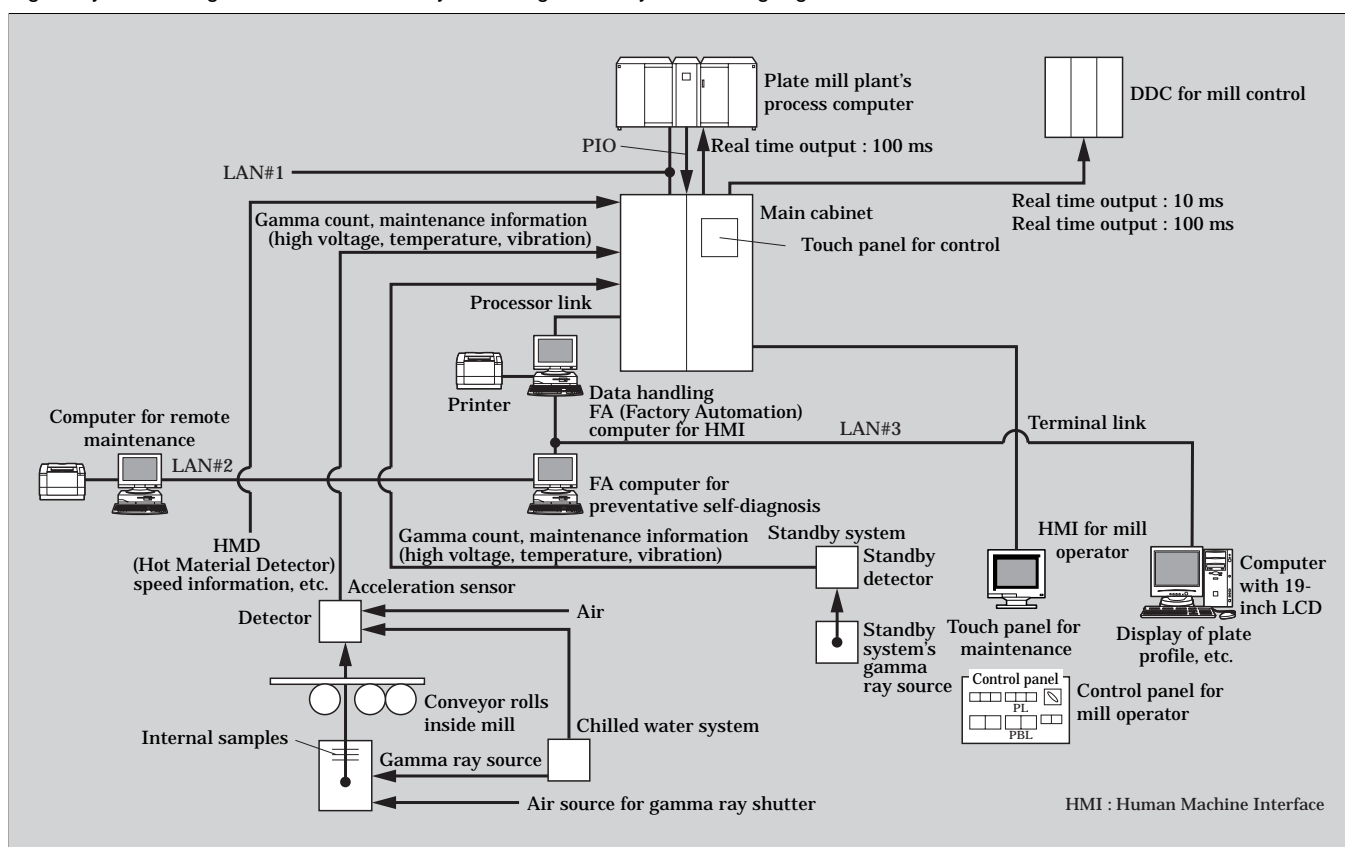 Plate mill plant's
process computer
DDC for mill control
PIO
Real time output : 100 ms
LAN#1
Real time output : 10 ms
Real time output : 100 ms
Gamma count, maintenance information
(high voltage, temperature, vibration)
Main cabinet
Touch panel for control
Processor link
Printer
Data handling
FA (Factory Automation)
computer for HMI
Computer for remote
maintenance
LAN#3
Terminal link
LAN#2
FA computer for
preventative self-diagnosis
HMD
(Hot Material Detector)
speed information, etc.
Gamma count, maintenance information
(high voltage, temperature, vibration)
Standby system
Standby
detector
HMI for mill
operator
Computer
with 19-
inch LCD
Acceleration sensor
Detector
Air
Standby
system's
gamma
ray source
Touch panel for
maintenance
Display of plate
profile, etc.
Conveyor rolls
inside mill
Control panel
PL
PBL
Control panel for
mill operator
Internal samples
Chilled water system
Gamma ray source
Air source for gamma ray shutter
HMI : Human Machine Interface